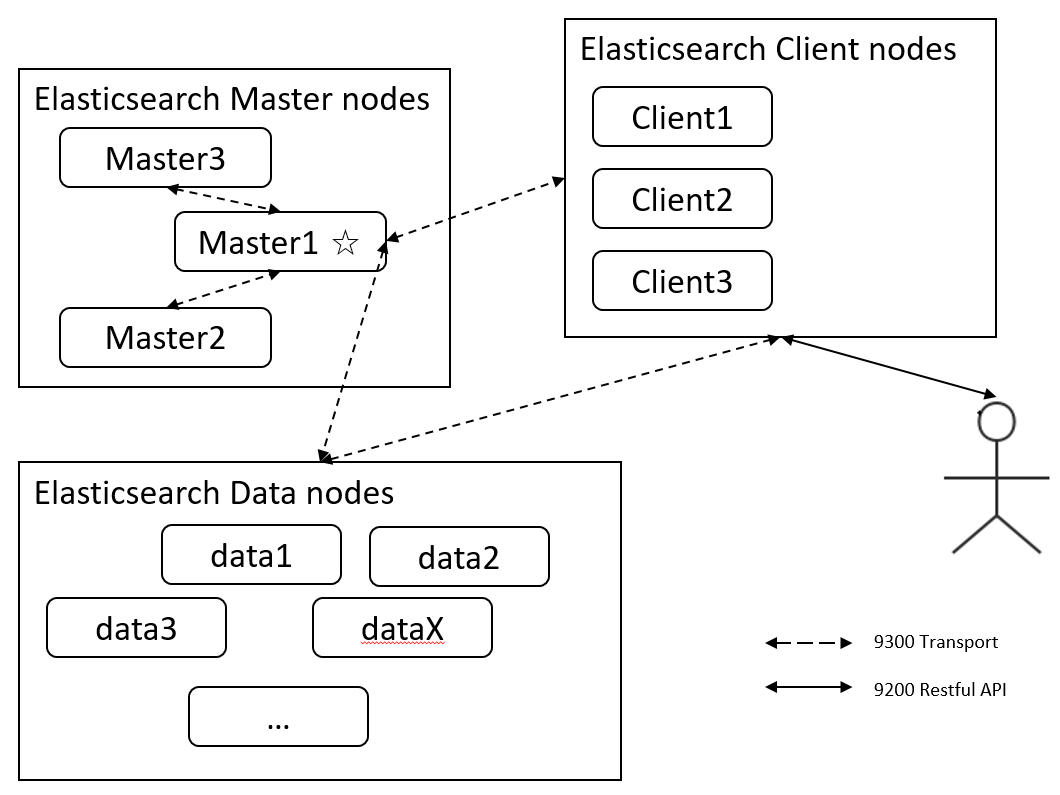 Elasticsearch Client nodes
Client1
Client2
Client3
Elasticsearch Master nodes
Master3
Master1 ☆
Master2
Elasticsearch Data nodes
data1
data2
data3
dataX
...
9300 Transport
9200 Restful API